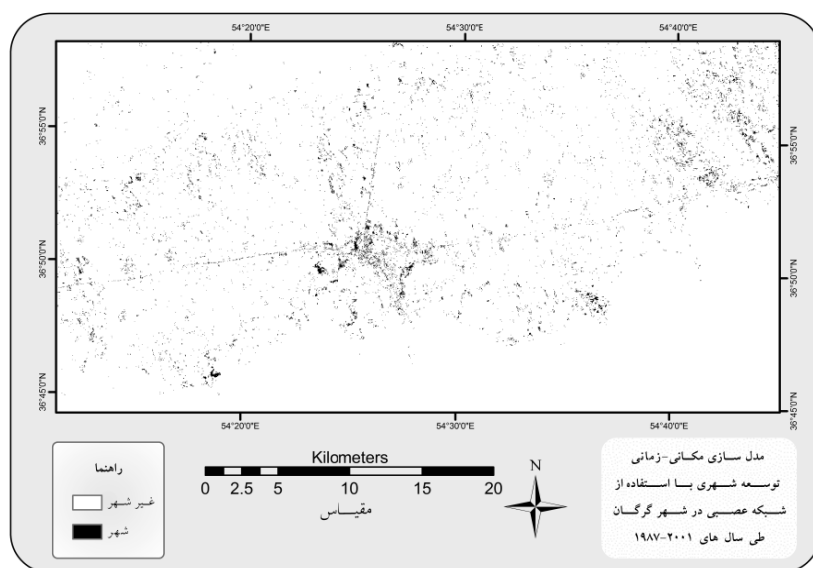 54°20'0"E
54°30'0"E
54°40'0"E
36°55'0"N
36°55'0"N
36°50'0"N
36°50'0"N
36°45'0"N
36°45'0"N
54°20'0"E
54°30'0"E
54°40'0"E
راهنما
غیر شهر
شهر
Kilometers
0 2.5 5 10 15 20
مقیاس
N
مدل سازی مکانی-زمانی
توسعه شهری با استفاده از
شبکه عصبی در شهر گرگان
طی سال های ۲۰۰۱-۱۹۸۷